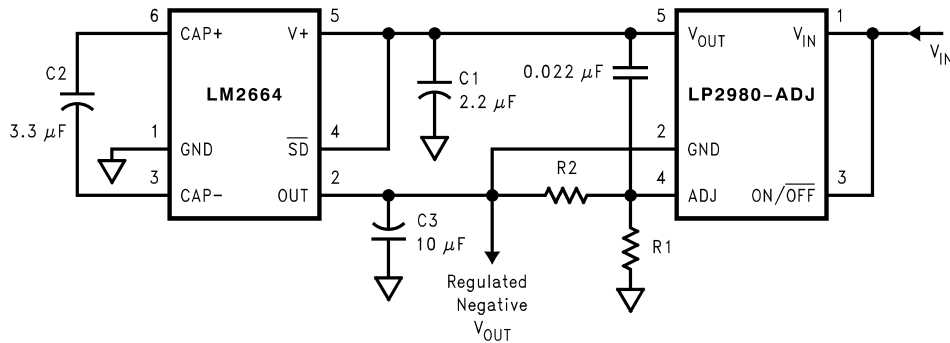 6
CAP+
V+
5
5
V_OUT
V_IN
1
V_IN
C2
3.3 μF
LM2664
C1
2.2 μF
0.022 μF
LP2980-ADJ
1
GND
S̅D̅
4
2
GND
3
CAP-
OUT
2
R2
4
ADJ
ON/O̅F̅F̅
3
C3
10 μF
R1
Regulated
Negative
V_OUT